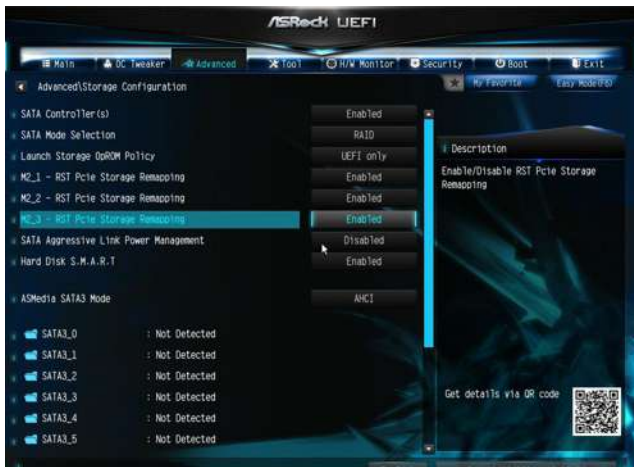 ASRock UEFI
Main
OC Tweaker
Advanced
Tool
H/W Monitor
Security
Boot
Exit
My Favorite
Easy Mode(F6)
Advanced\Storage Configuration
SATA Controller(s) Enabled
SATA Mode Selection RAID
Launch Storage OpROM Policy UEFI only
M2_1 - RST Pcie Storage Remapping Enabled
M2_2 - RST Pcie Storage Remapping Enabled
M2_3 - RST Pcie Storage Remapping Enabled
SATA Aggressive Link Power Management Disabled
Hard Disk S.M.A.R.T Enabled
ASMedia SATA3 Mode AHCI
SATA3_0 : Not Detected
SATA3_1 : Not Detected
SATA3_2 : Not Detected
SATA3_3 : Not Detected
SATA3_4 : Not Detected
SATA3_5 : Not Detected
Description
Enable/Disable RST Pcie Storage
Remapping
Get details via QR code